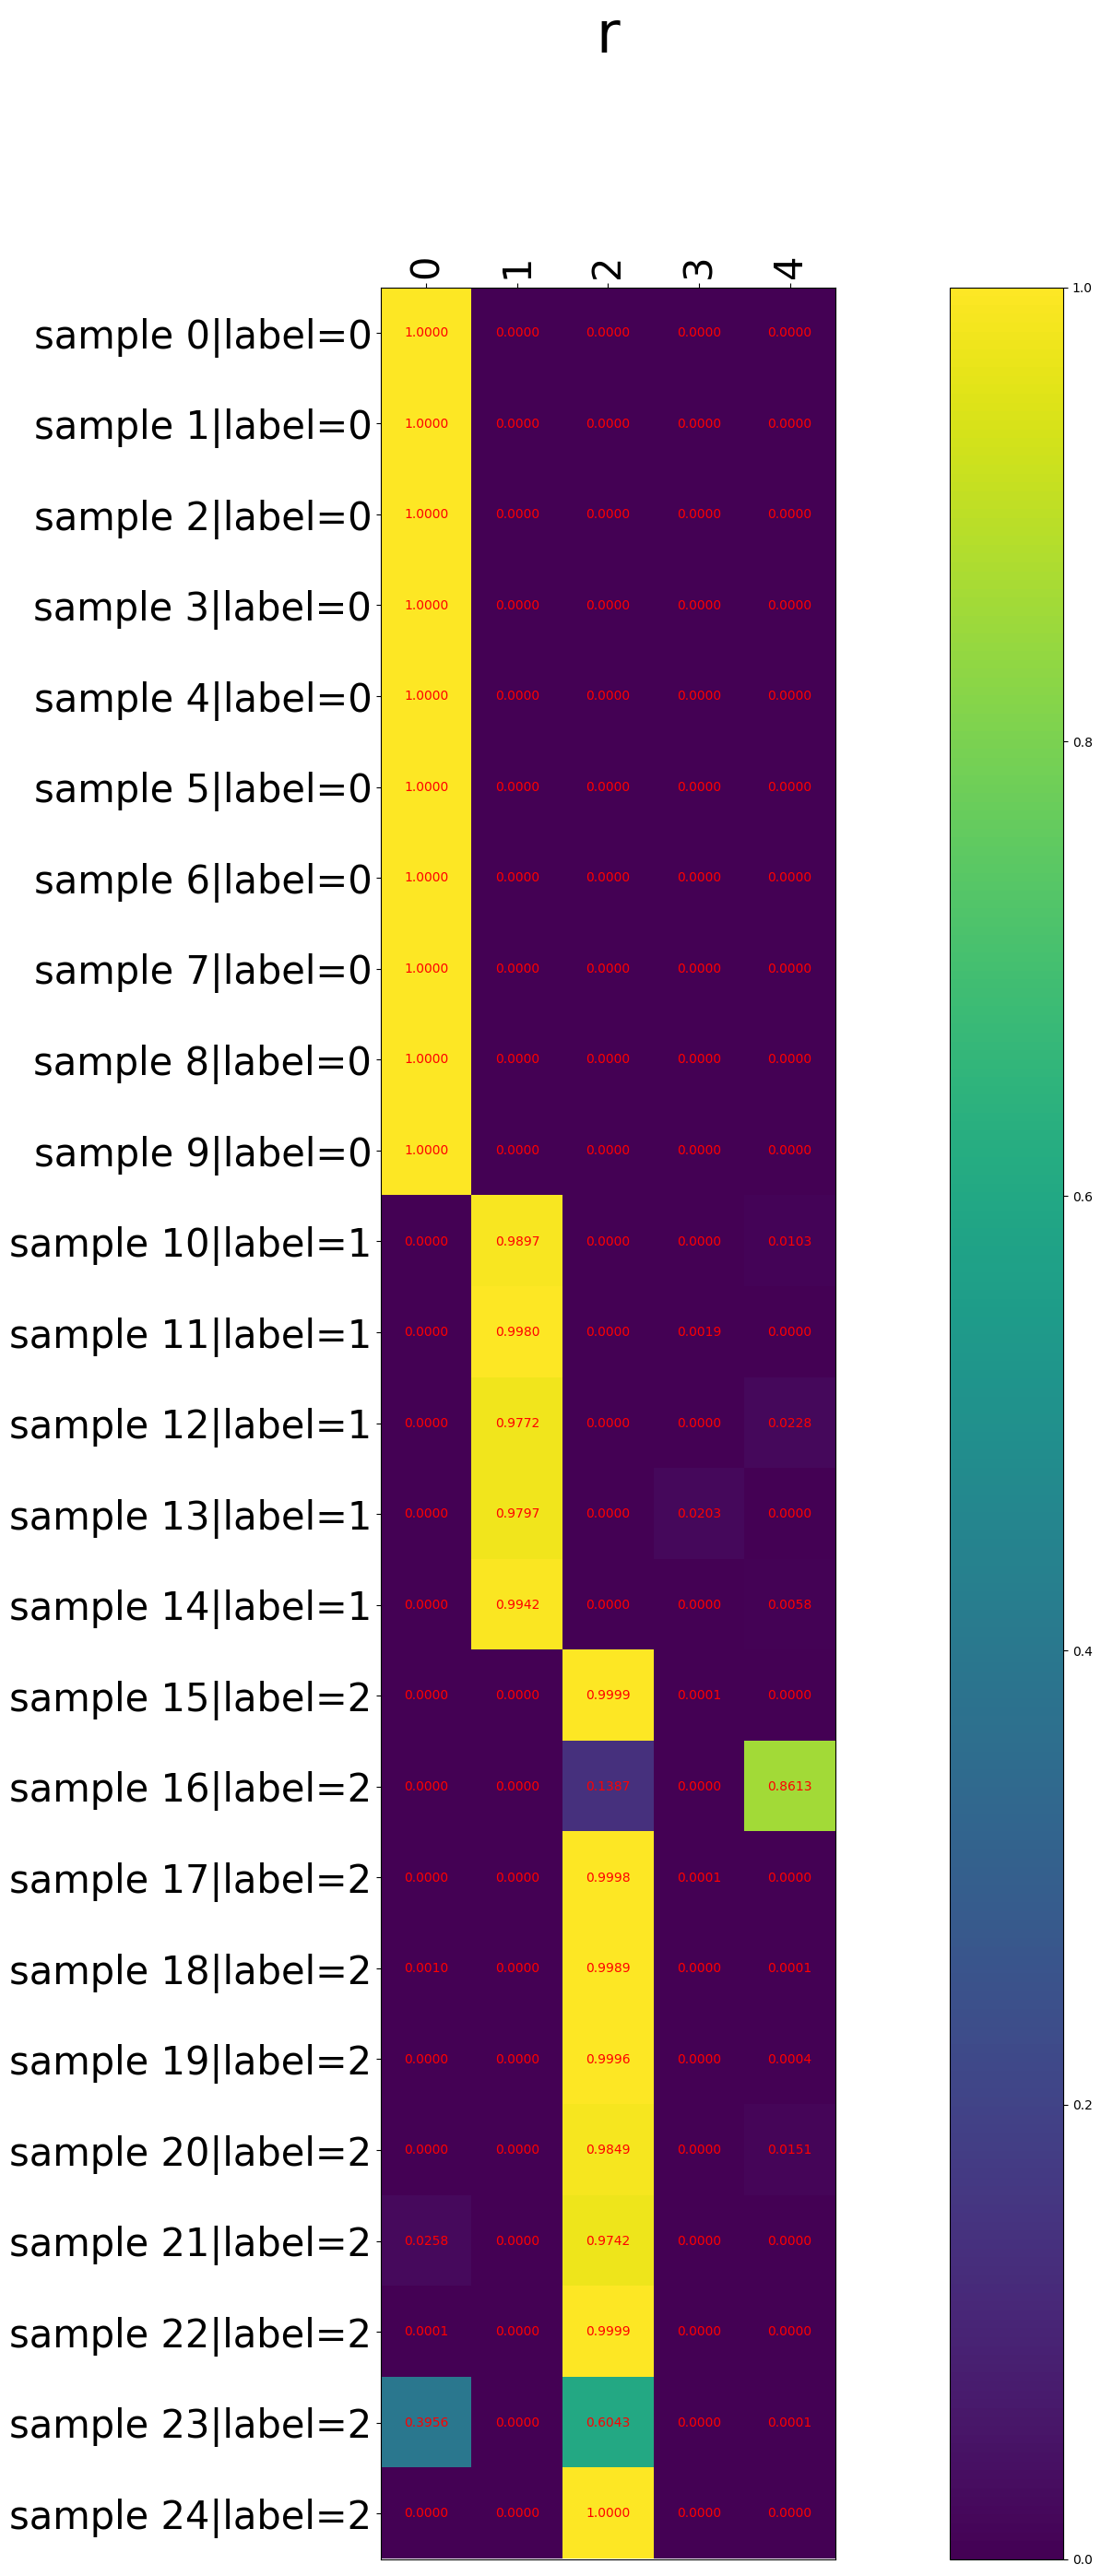 r
0 1 2 3 4
sample 0|label=0 1.0000 0.0000 0.0000 0.0000 0.0000
sample 1|label=0 1.0000 0.0000 0.0000 0.0000 0.0000
sample 2|label=0 1.0000 0.0000 0.0000 0.0000 0.0000
sample 3|label=0 1.0000 0.0000 0.0000 0.0000 0.0000
sample 4|label=0 1.0000 0.0000 0.0000 0.0000 0.0000
sample 5|label=0 1.0000 0.0000 0.0000 0.0000 0.0000
sample 6|label=0 1.0000 0.0000 0.0000 0.0000 0.0000
sample 7|label=0 1.0000 0.0000 0.0000 0.0000 0.0000
sample 8|label=0 1.0000 0.0000 0.0000 0.0000 0.0000
sample 9|label=0 1.0000 0.0000 0.0000 0.0000 0.0000
sample 10|label=1 0.0000 0.9897 0.0000 0.0000 0.0103
sample 11|label=1 0.0000 0.9980 0.0000 0.0019 0.0000
sample 12|label=1 0.0000 0.9772 0.0000 0.0000 0.0228
sample 13|label=1 0.0000 0.9797 0.0000 0.0203 0.0000
sample 14|label=1 0.0000 0.9942 0.0000 0.0000 0.0058
sample 15|label=2 0.0000 0.0000 0.9999 0.0001 0.0000
sample 16|label=2 0.0000 0.0000 0.1387 0.0000 0.8613
sample 17|label=2 0.0000 0.0000 0.9998 0.0001 0.0000
sample 18|label=2 0.0010 0.0000 0.9989 0.0000 0.0001
sample 19|label=2 0.0000 0.0000 0.9996 0.0000 0.0004
sample 20|label=2 0.0000 0.0000 0.9849 0.0000 0.0151
sample 21|label=2 0.0258 0.0000 0.9742 0.0000 0.0000
sample 22|label=2 0.0001 0.0000 0.9999 0.0000 0.0000
sample 23|label=2 0.3956 0.0000 0.6043 0.0000 0.0001
sample 24|label=2 0.0000 0.0000 1.0000 0.0000 0.0000
1.0
0.8
0.6
0.4
0.2
0.0